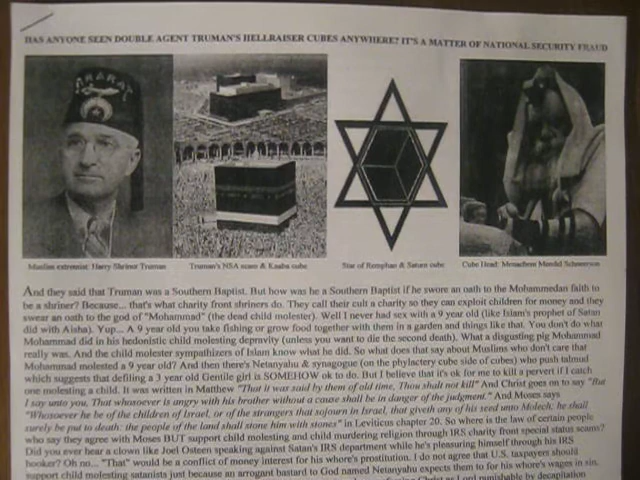 HAS ANYONE SEEN DOUBLE AGENT TRUMAN'S HELLRAISER CUBES ANYWHERE? IT'S A MATTER OF NATIONAL SECURITY FRAUD
ARARAT
Muslim extremist: Harry Shriner Truman
Truman's NSA scam & Kaaba cube
Star of Remphan & Saturn cube
Cube Head: Menachem Mendel Schneerson
And they said that Truman was a Southern Baptist. But how was he a Southern Baptist if he swore an oath to the Mohammedan faith to
be a shriner? Because... that's what charity front shriners do. They call their cult a charity so they can exploit children for money and they
swear an oath to the god of "Mohammad" (the dead child molester). Well I never had sex with a 9 year old (like Islam's prophet of Satan
did with Aisha). Yup... A 9 year old you take fishing or grow food together with them in a garden and things like that. You don't do what
Mohammad did in his hedonistic child molesting depravity (unless you want to die the second death). What a disgusting pig Mohammad
really was. And the child molester sympathizers of Islam know what he did. So what does that say about Muslims who don't care that
Mohammad molested a 9 year old? And then there's Netanyahu & synagogue (on the phylactery cube side of cubes) who push talmud
which suggests that defiling a 3 year old Gentile girl is SOMEHOW ok to do. But I believe that it's ok for me to kill a pervert if I catch
one molesting a child. It was written in Matthew "That it was said by them of old time, Thou shalt not kill" And Christ goes on to say "But
I say unto you, That whosoever is angry with his brother without a cause shall be in danger of the judgment." And Moses says
"Whosoever he be of the children of Israel, or of the strangers that sojourn in Israel, that giveth any of his seed unto Molech; he shall
surely be put to death: the people of the land shall stone him with stones" in Leviticus chapter 20. So where is the law of certain people
who say they agree with Moses BUT support child molesting and child murdering religion through IRS charity front special status scams?
Did you ever hear a clown like Joel Osteen speaking against Satan's IRS department while he's pleasuring himself through his IRS
hooker? Oh no... "That" would be a conflict of money interest for his whore's prostitution. I do not agree that U.S. taxpayers should
support child molesting satanists just because an arrogant bastard to God named Netanyahu expects them to for his whore's wages in sin.
Christ as Lord punishable by decapitation